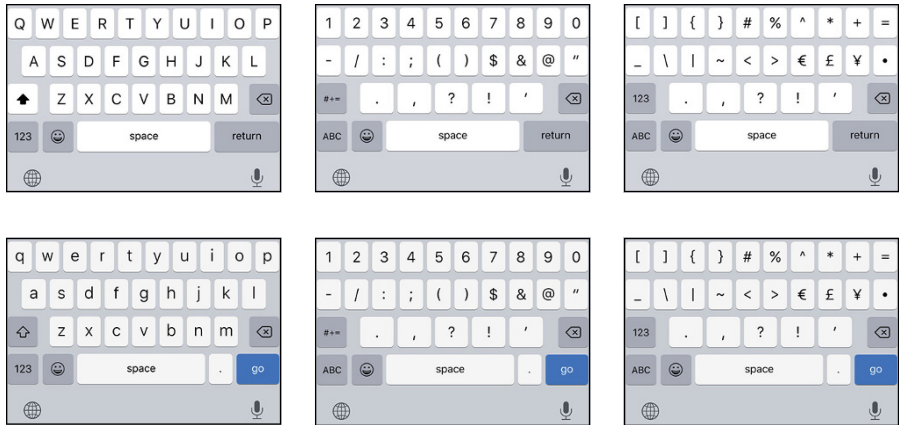 Q W E R T Y U I O P
A S D F G H J K L
Z X C V B N M
123 space return
1 2 3 4 5 6 7 8 9 0
- / : ; ( ) $ & @ "
#+= . , ? ! '
ABC space return
[ ] { } # % ^ * + =
_ \ | ~ < > € £ ¥ •
123 . , ? ! '
ABC space return
q w e r t y u i o p
a s d f g h j k l
z x c v b n m
123 space . go
1 2 3 4 5 6 7 8 9 0
- / : ; ( ) $ & @ "
#+= . , ? ! '
ABC space . go
[ ] { } # % ^ * + =
_ \ | ~ < > € £ ¥ •
123 . , ? ! '
ABC space . go